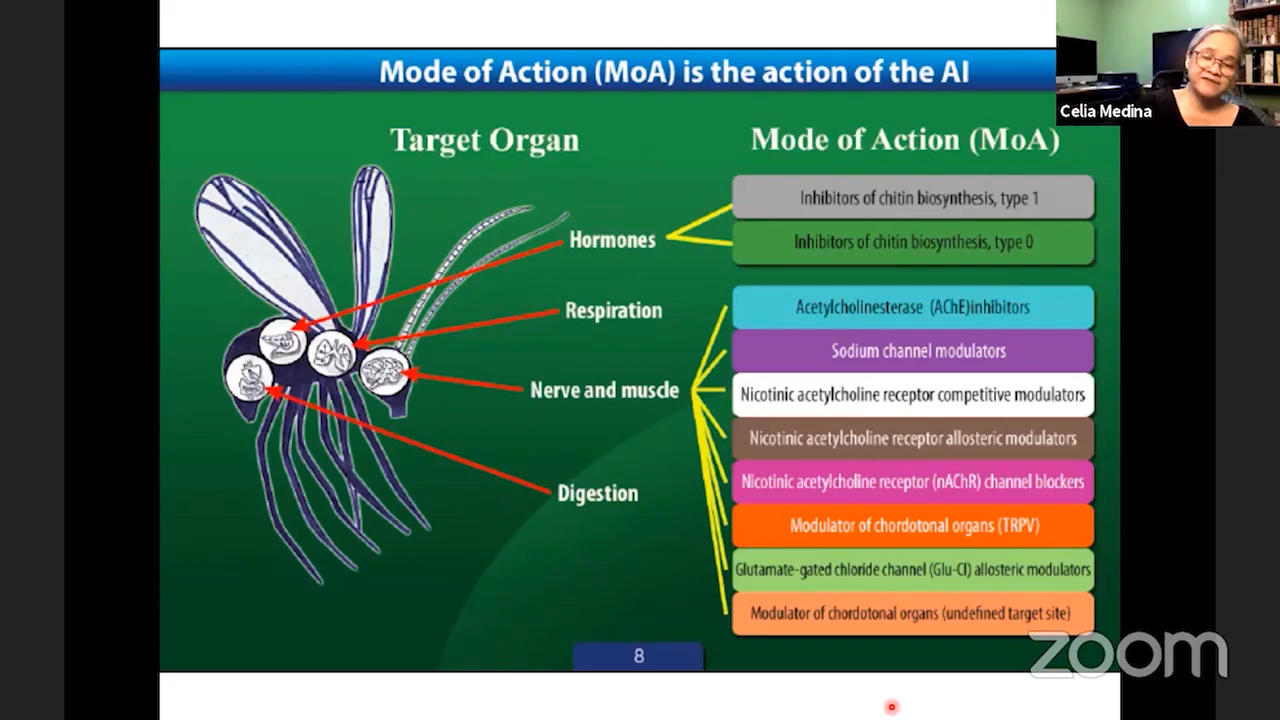 Mode of Action (MoA) is the action of the AI
Celia Medina
Target Organ
Mode of Action (MoA)
Hormones
Respiration
Nerve and muscle
Digestion
Inhibitors of chitin biosynthesis, type 1
Inhibitors of chitin biosynthesis, type 0
Acetylcholinesterase (AChE)inhibitors
Sodium channel modulators
Nicotinic acetylcholine receptor competitive modulators
Nicotinic acetylcholine receptor allosteric modulators
Nicotinic acetylcholine receptor (nAChR) channel blockers
Modulator of chordotonal organs (TRPV)
Glutamate-gated chloride channel (Glu-Cl) allosteric modulators
Modulator of chordotonal organs (undefined target site)
8
zoom